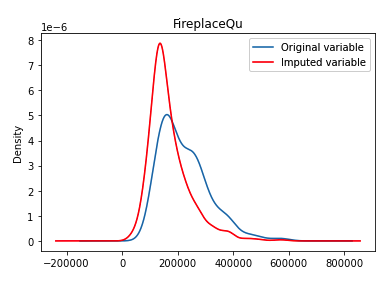 FireplaceQu
1e−6
Original variable
Imputed variable
Density
8
7
6
5
4
3
2
1
0
−200000 0 200000 400000 600000 800000